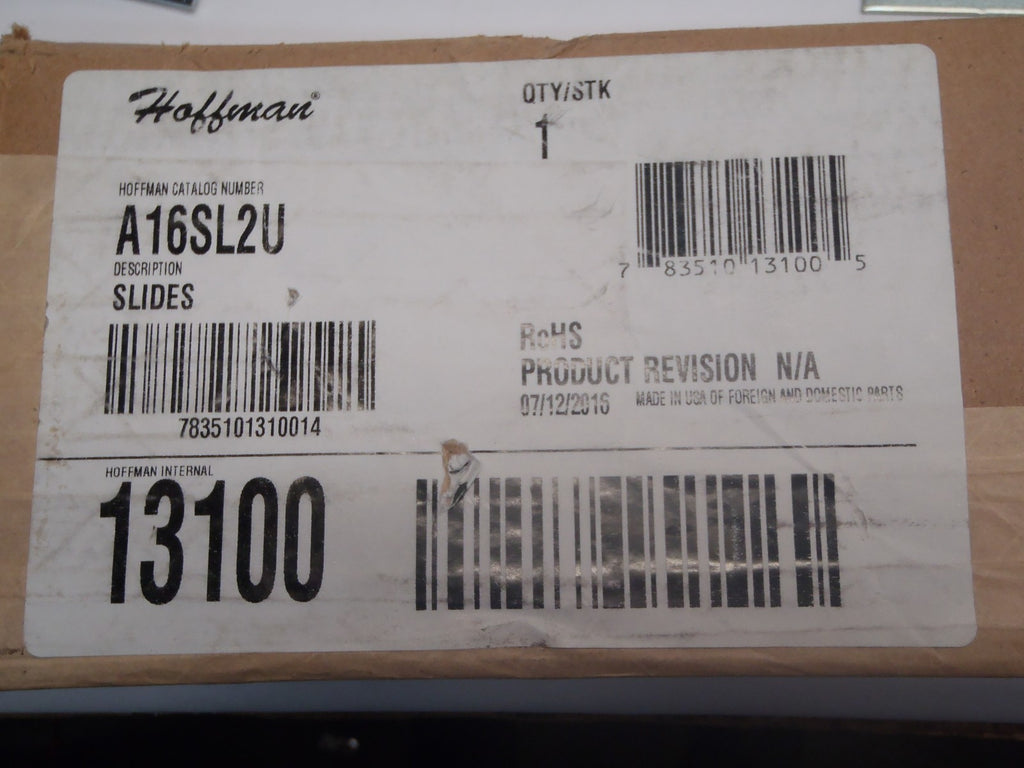 Hoffman®
QTY/STK
1
HOFFMAN CATALOG NUMBER
A16SL2U
DESCRIPTION
SLIDES
7 83510 13100 5
7835101310014
RoHS
PRODUCT REVISION N/A
07/12/2016 MADE IN USA OF FOREIGN AND DOMESTIC PARTS
HOFFMAN INTERNAL
13100